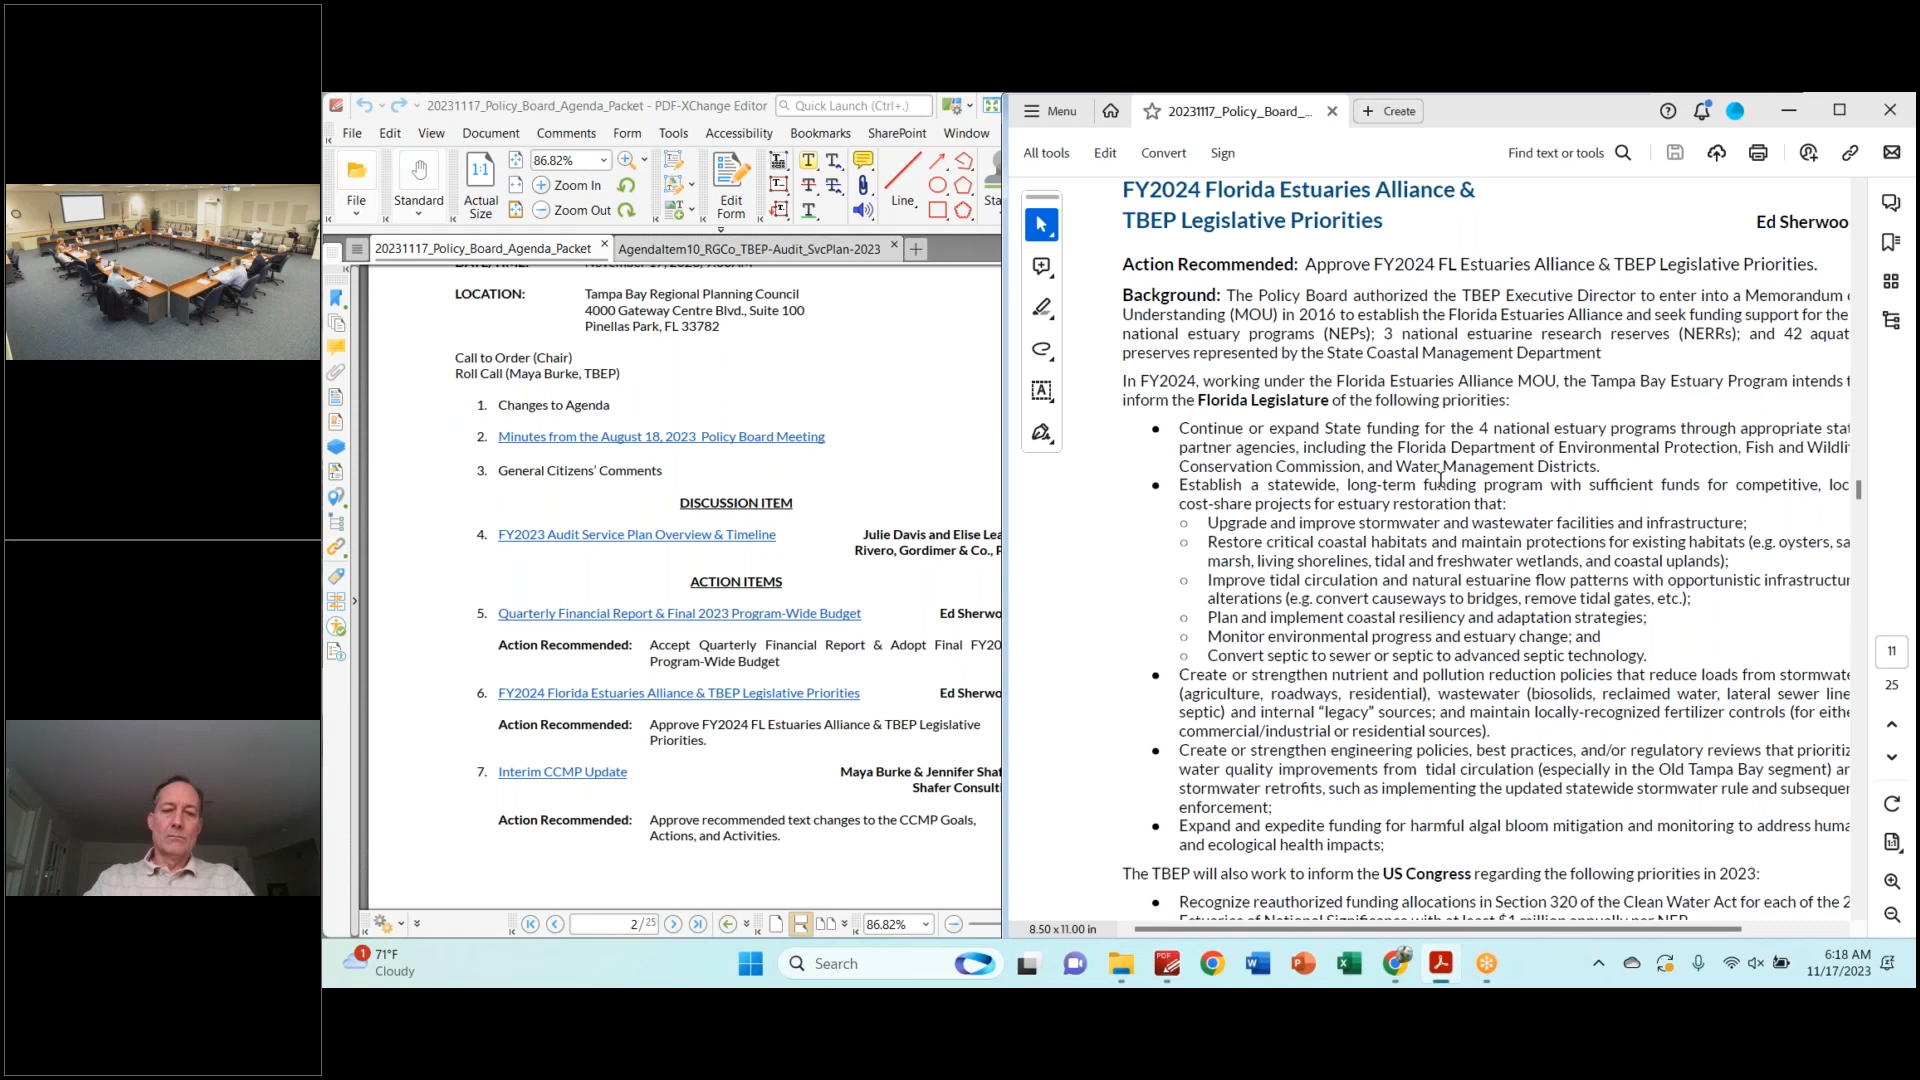 20231117_Policy_Board_Agenda_Packet - PDF-XChange Editor
Quick Launch (Ctrl+.)
File Edit View Document Comments Form Tools Accessibility Bookmarks SharePoint Window
File
Standard
1:1
Actual Size
86.82%
Zoom In
Zoom Out
Edit Form
Line
20231117_Policy_Board_Agenda_Packet
AgendaItem10_RGCo_TBEP-Audit_SvcPlan-2023
LOCATION: Tampa Bay Regional Planning Council
4000 Gateway Centre Blvd., Suite 100
Pinellas Park, FL 33782
Call to Order (Chair)
Roll Call (Maya Burke, TBEP)
1. Changes to Agenda
2. Minutes from the August 18, 2023 Policy Board Meeting
3. General Citizens' Comments
DISCUSSION ITEM
4. FY2023 Audit Service Plan Overview & Timeline Julie Davis and Elise Lea
Rivero, Gordimer & Co., P
ACTION ITEMS
5. Quarterly Financial Report & Final 2023 Program-Wide Budget Ed Sherwo
Action Recommended: Accept Quarterly Financial Report & Adopt Final FY20
Program-Wide Budget
6. FY2024 Florida Estuaries Alliance & TBEP Legislative Priorities Ed Sherwo
Action Recommended: Approve FY2024 FL Estuaries Alliance & TBEP Legislative
Priorities.
7. Interim CCMP Update Maya Burke & Jennifer Shaf
Shafer Consulti
Action Recommended: Approve recommended text changes to the CCMP Goals,
Actions, and Activities.
2/25
86.82%
Menu
20231117_Policy_Board_...
Create
All tools Edit Convert Sign
Find text or tools
FY2024 Florida Estuaries Alliance &
TBEP Legislative Priorities
Ed Sherwoo
Action Recommended: Approve FY2024 FL Estuaries Alliance & TBEP Legislative Priorities.
Background: The Policy Board authorized the TBEP Executive Director to enter into a Memorandum
Understanding (MOU) in 2016 to establish the Florida Estuaries Alliance and seek funding support for the
national estuary programs (NEPs); 3 national estuarine research reserves (NERRs); and 42 aquat
preserves represented by the State Coastal Management Department
In FY2024, working under the Florida Estuaries Alliance MOU, the Tampa Bay Estuary Program intends t
inform the Florida Legislature of the following priorities:
● Continue or expand State funding for the 4 national estuary programs through appropriate stat
partner agencies, including the Florida Department of Environmental Protection, Fish and Wildli
Conservation Commission, and Water Management Districts.
● Establish a statewide, long-term funding program with sufficient funds for competitive, loc
cost-share projects for estuary restoration that:
○ Upgrade and improve stormwater and wastewater facilities and infrastructure;
○ Restore critical coastal habitats and maintain protections for existing habitats (e.g. oysters, sa
marsh, living shorelines, tidal and freshwater wetlands, and coastal uplands);
○ Improve tidal circulation and natural estuarine flow patterns with opportunistic infrastructur
alterations (e.g. convert causeways to bridges, remove tidal gates, etc.);
○ Plan and implement coastal resiliency and adaptation strategies;
○ Monitor environmental progress and estuary change; and
○ Convert septic to sewer or septic to advanced septic technology.
● Create or strengthen nutrient and pollution reduction policies that reduce loads from stormwate
(agriculture, roadways, residential), wastewater (biosolids, reclaimed water, lateral sewer line
septic) and internal “legacy” sources; and maintain locally-recognized fertilizer controls (for eithe
commercial/industrial or residential sources).
● Create or strengthen engineering policies, best practices, and/or regulatory reviews that prioritiz
water quality improvements from tidal circulation (especially in the Old Tampa Bay segment) ar
stormwater retrofits, such as implementing the updated statewide stormwater rule and subsequer
enforcement;
● Expand and expedite funding for harmful algal bloom mitigation and monitoring to address huma
and ecological health impacts;
The TBEP will also work to inform the US Congress regarding the following priorities in 2023:
● Recognize reauthorized funding allocations in Section 320 of the Clean Water Act for each of the 2
8.50 x 11.00 in
11
25
1
71°F
Cloudy
Search
6:18 AM
11/17/2023